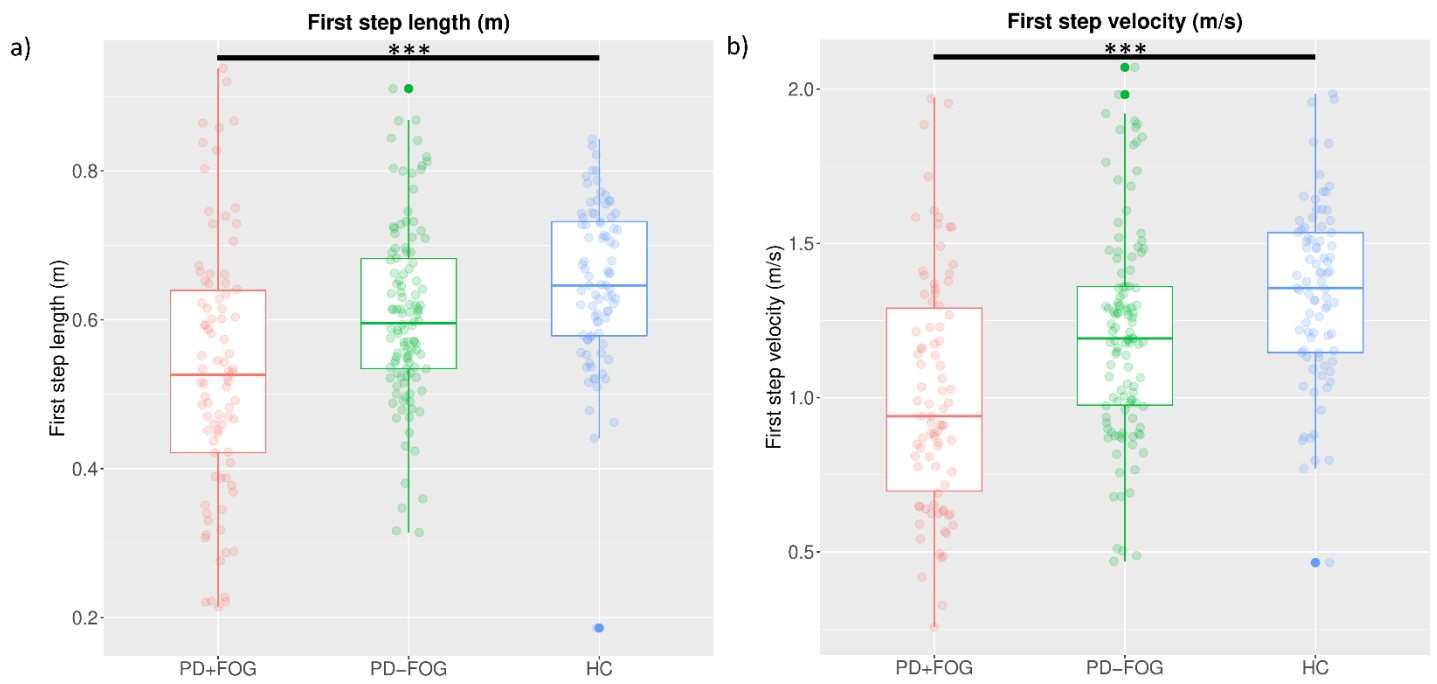 a)
First step length (m)
***
First step length (m)
0.8
0.6
0.4
0.2
PD+FOG
PD−FOG
HC
b)
First step velocity (m/s)
***
First step velocity (m/s)
2.0
1.5
1.0
0.5
PD+FOG
PD−FOG
HC